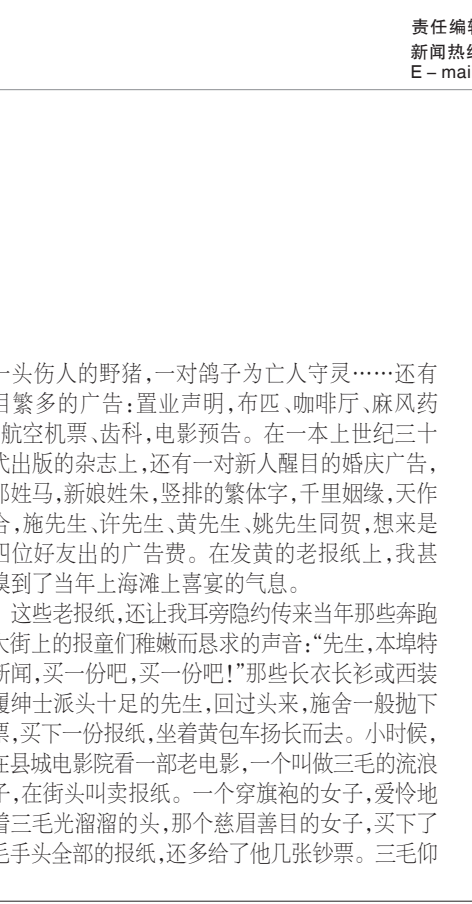 责任编
新闻热
E－mai
一头伤人的野猪,一对鸽子为亡人守灵……还有
目繁多的广告:置业声明,布匹、咖啡厅、麻风药
航空机票、齿科,电影预告。在一本上世纪三十
代出版的杂志上,还有一对新人醒目的婚庆广告,
郎姓马,新娘姓朱,竖排的繁体字,千里姻缘,天作
合,施先生、许先生、黄先生、姚先生同贺,想来是
四位好友出的广告费。在发黄的老报纸上,我甚
嗅到了当年上海滩上喜宴的气息。
这些老报纸,还让我耳旁隐约传来当年那些奔跑
大街上的报童们稚嫩而恳求的声音:“先生,本埠特
新闻,买一份吧,买一份吧!”那些长衣长衫或西装
履绅士派头十足的先生,回过头来,施舍一般抛下
票,买下一份报纸,坐着黄包车扬长而去。小时候,
在县城电影院看一部老电影,一个叫做三毛的流浪
子,在街头叫卖报纸。一个穿旗袍的女子,爱怜地
着三毛光溜溜的头,那个慈眉善目的女子,买下了
毛手头全部的报纸,还多给了他几张钞票。三毛仰